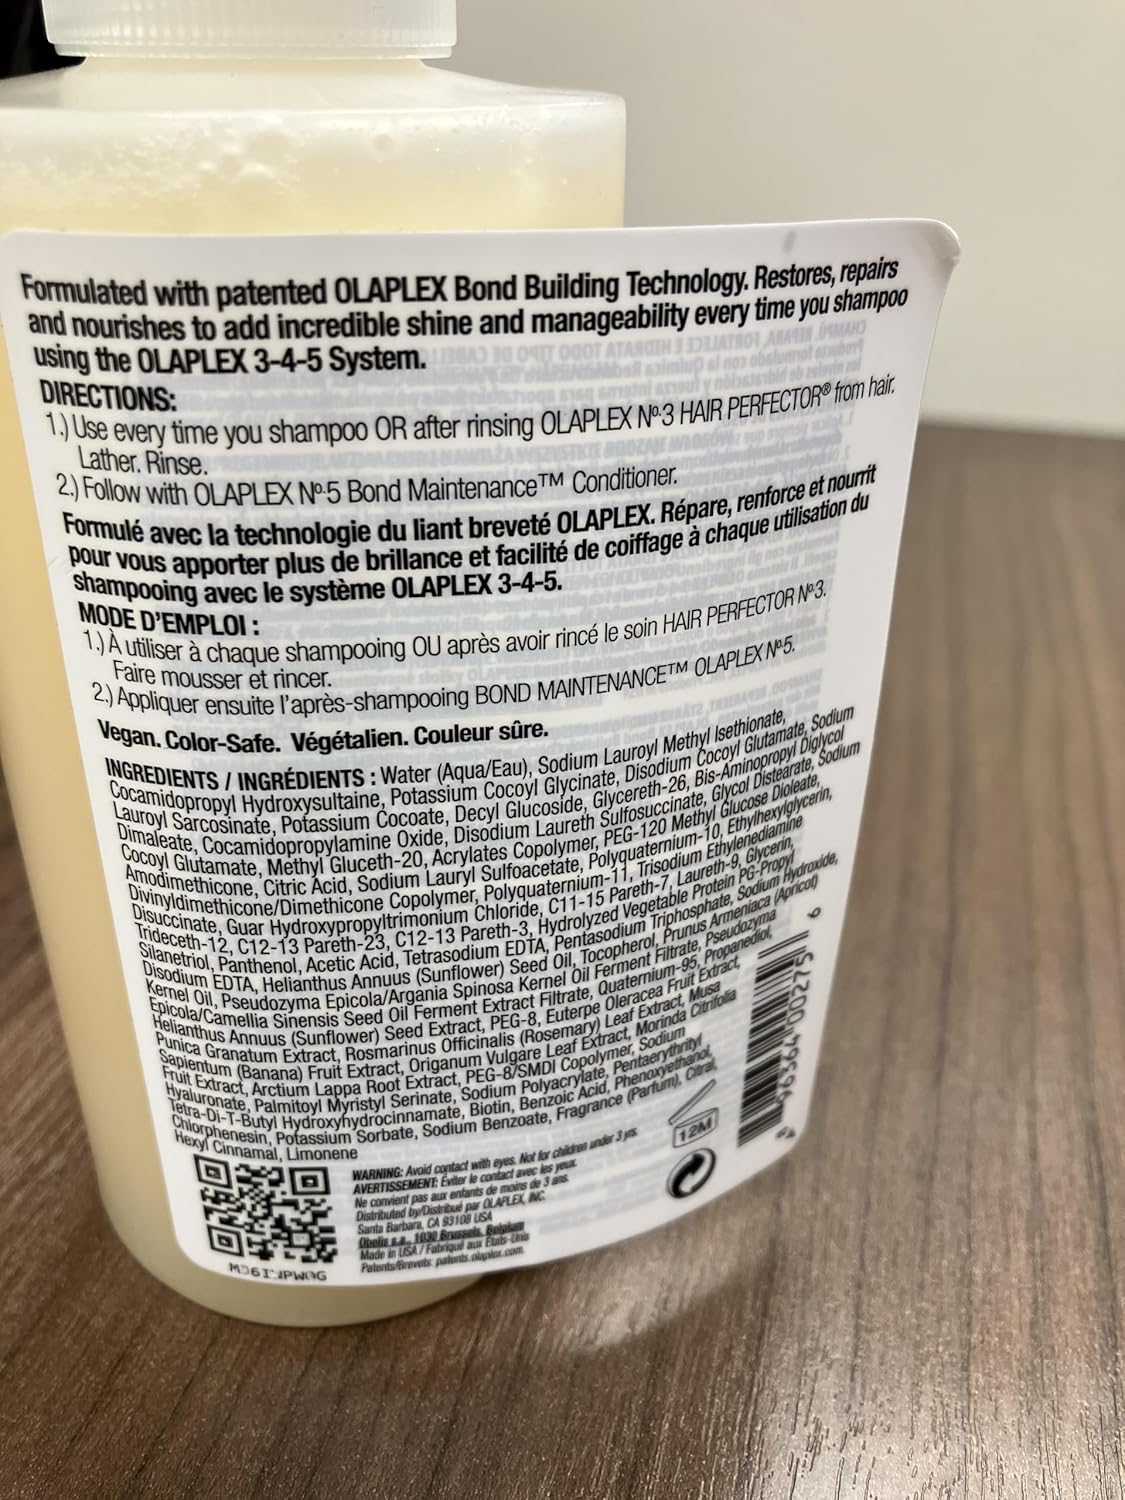 Formulated with patented OLAPLEX Bond Building Technology. Restores, repairs
and nourishes to add incredible shine and manageability every time you shampoo
using the OLAPLEX 3-4-5 System.
DIRECTIONS:
1.) Use every time you shampoo OR after rinsing OLAPLEX Nº.3 HAIR PERFECTOR® from hair.
Lather. Rinse.
2.) Follow with OLAPLEX Nº.5 Bond Maintenance™ Conditioner.
Formulé avec la technologie du liant breveté OLAPLEX. Répare, renforce et nourrit
pour vous apporter plus de brillance et facilité de coiffage à chaque utilisation du
shampooing avec le système OLAPLEX 3-4-5.
MODE D'EMPLOI :
1.) À utiliser à chaque shampooing OU après avoir rincé le soin HAIR PERFECTOR Nº.3.
Faire mousser et rincer.
2.) Appliquer ensuite l'après-shampooing BOND MAINTENANCE™ OLAPLEX Nº.5.
Vegan. Color-Safe. Végétalien. Couleur sûre.
INGREDIENTS / INGRÉDIENTS : Water (Aqua/Eau), Sodium Lauroyl Methyl Isethionate,
Cocamidopropyl Hydroxysultaine, Potassium Cocoyl Glycinate, Disodium Cocoyl Glutamate, Sodium
Lauroyl Sarcosinate, Potassium Cocoate, Decyl Glucoside, Glycereth-26, Bis-Aminopropyl Diglycol
Dimaleate, Cocamidopropylamine Oxide, Disodium Laureth Sulfosuccinate, Glycol Distearate, Sodium
Cocoyl Glutamate, Methyl Gluceth-20, Acrylates Copolymer, PEG-120 Methyl Glucose Dioleate,
Amodimethicone, Citric Acid, Sodium Lauryl Sulfoacetate, Polyquaternium-10, Ethylhexylglycerin,
Divinyldimethicone/Dimethicone Copolymer, Polyquaternium-11, Trisodium Ethylenediamine
Disuccinate, Guar Hydroxypropyltrimonium Chloride, C11-15 Pareth-7, Laureth-9, Glycerin,
Trideceth-12, C12-13 Pareth-23, C12-13 Pareth-3, Hydrolyzed Vegetable Protein PG-Propyl
Silanetriol, Panthenol, Acetic Acid, Tetrasodium EDTA, Pentasodium Triphosphate, Sodium Hydroxide,
Disodium EDTA, Helianthus Annuus (Sunflower) Seed Oil, Tocopherol, Prunus Armeniaca (Apricot)
Kernel Oil, Pseudozyma Epicola/Argania Spinosa Kernel Oil Ferment Filtrate, Pseudozyma
Epicola/Camellia Sinensis Seed Oil Ferment Extract Filtrate, Quaternium-95, Propanediol,
Helianthus Annuus (Sunflower) Seed Extract, PEG-8, Euterpe Oleracea Fruit Extract,
Punica Granatum Extract, Rosmarinus Officinalis (Rosemary) Leaf Extract, Musa
Sapientum (Banana) Fruit Extract, Origanum Vulgare Leaf Extract, Morinda Citrifolia
Fruit Extract, Arctium Lappa Root Extract, PEG-8/SMDI Copolymer, Sodium
Hyaluronate, Palmitoyl Myristyl Serinate, Sodium Polyacrylate, Pentaerythrityl
Tetra-Di-T-Butyl Hydroxyhydrocinnamate, Biotin, Benzoic Acid, Phenoxyethanol,
Chlorphenesin, Potassium Sorbate, Sodium Benzoate, Fragrance (Parfum), Citral,
Hexyl Cinnamal, Limonene
WARNING: Avoid contact with eyes. Not for children under 3 yrs.
AVERTISSEMENT: Éviter le contact avec les yeux.
Ne convient pas aux enfants de moins de 3 ans.
Distributed by/Distribué par OLAPLEX, INC.
Santa Barbara, CA 93108 USA
Obelis s.a., 1030 Brussels, Belgium
Made in USA / Fabriqué aux États-Unis
Patents/Brevets: patents.olaplex.com.
12M
96364 00275 6